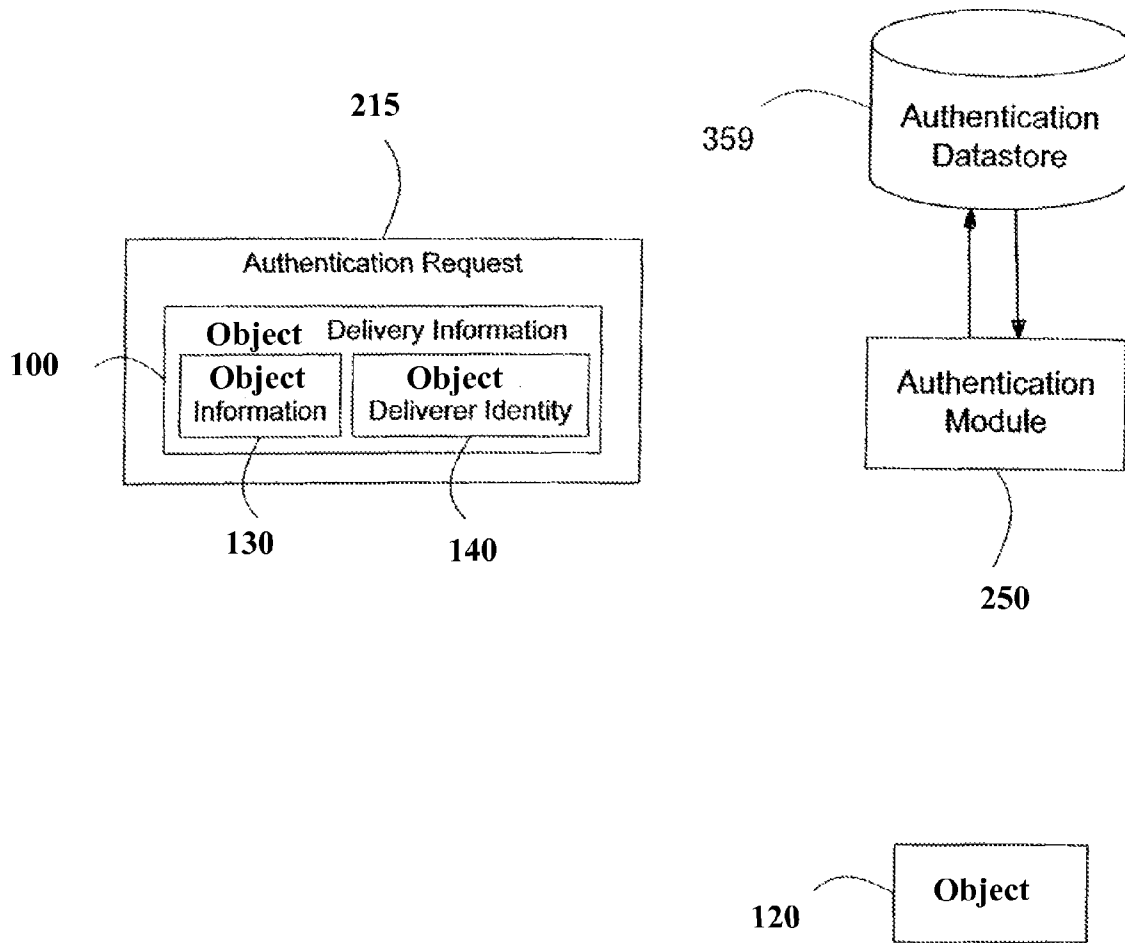 215
Authentication Request
Object Delivery Information
100
Object
Information
Object
Deliverer Identity
130
140
359
Authentication
Datastore
Authentication
Module
250
120
Object